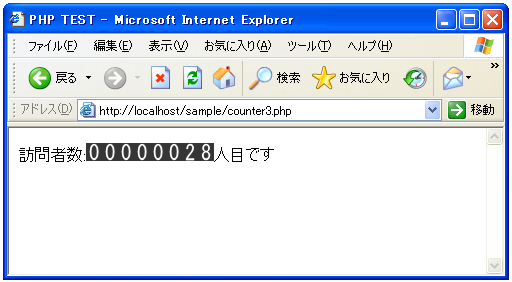 PHP TEST - Microsoft Internet Explorer
ファイル(F) 編集(E) 表示(V) お気に入り(A) ツール(T) ヘルプ(H)
戻る 検索 お気に入り »
アドレス(D) http://localhost/sample/counter3.php 移動
訪問者数:00000028人目です